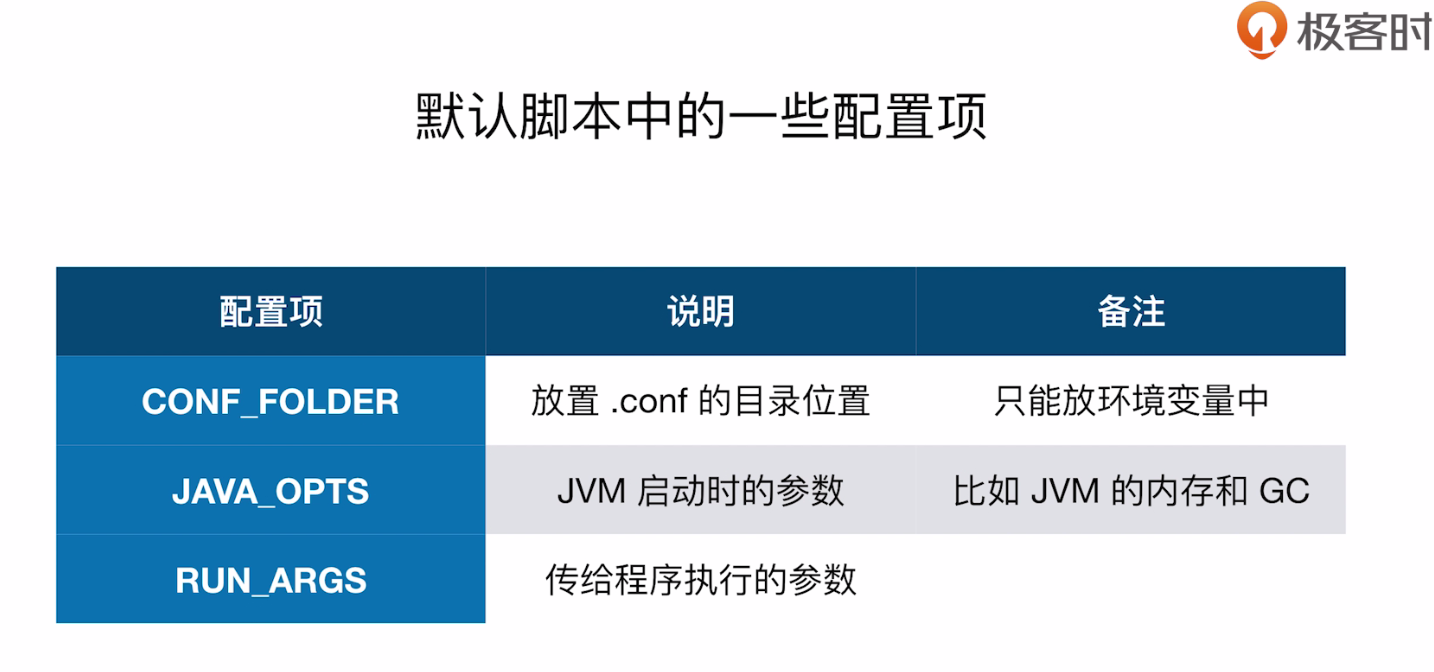 极客时
默认脚本中的一些配置项
配置项 说明 备注
CONF_FOLDER 放置 .conf 的目录位置 只能放环境变量中
JAVA_OPTS JVM 启动时的参数 比如 JVM 的内存和 GC
RUN_ARGS 传给程序执行的参数